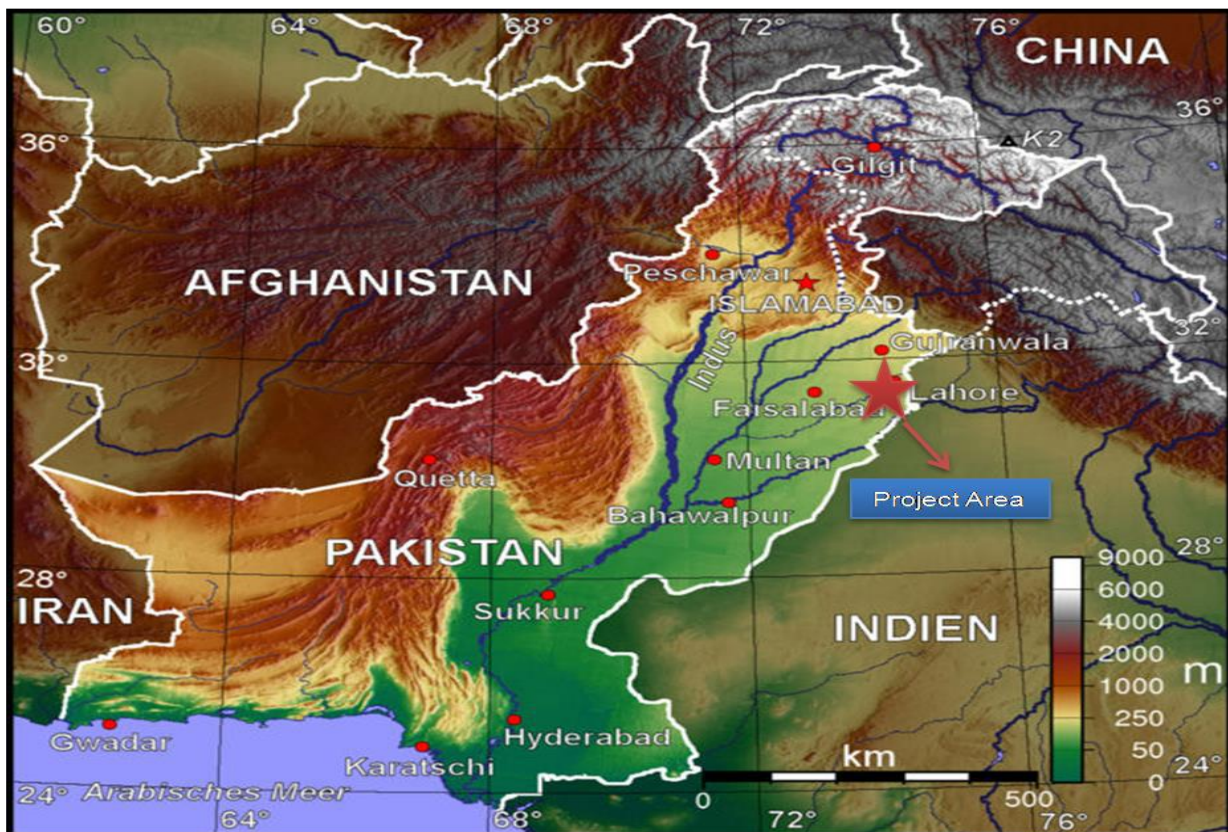 60°
64°
68°
72°
76°
CHINA
36°
36°
K2
Gilgit
AFGHANISTAN
Peschawar
ISLAMABAD
Indus
32°
32°
Gujranwala
Lahore
Faisalabad
Quetta
Multan
Project Area
Bahawalpur
PAKISTAN
28°
28°
IRAN
Sukkur
INDIEN
9000
6000
4000
2000
1000
250
50
0
m
Gwadar
Karatschi
Hyderabad
km
0
500
24°
24°
Arabisches Meer
64°
68°
72°
76°